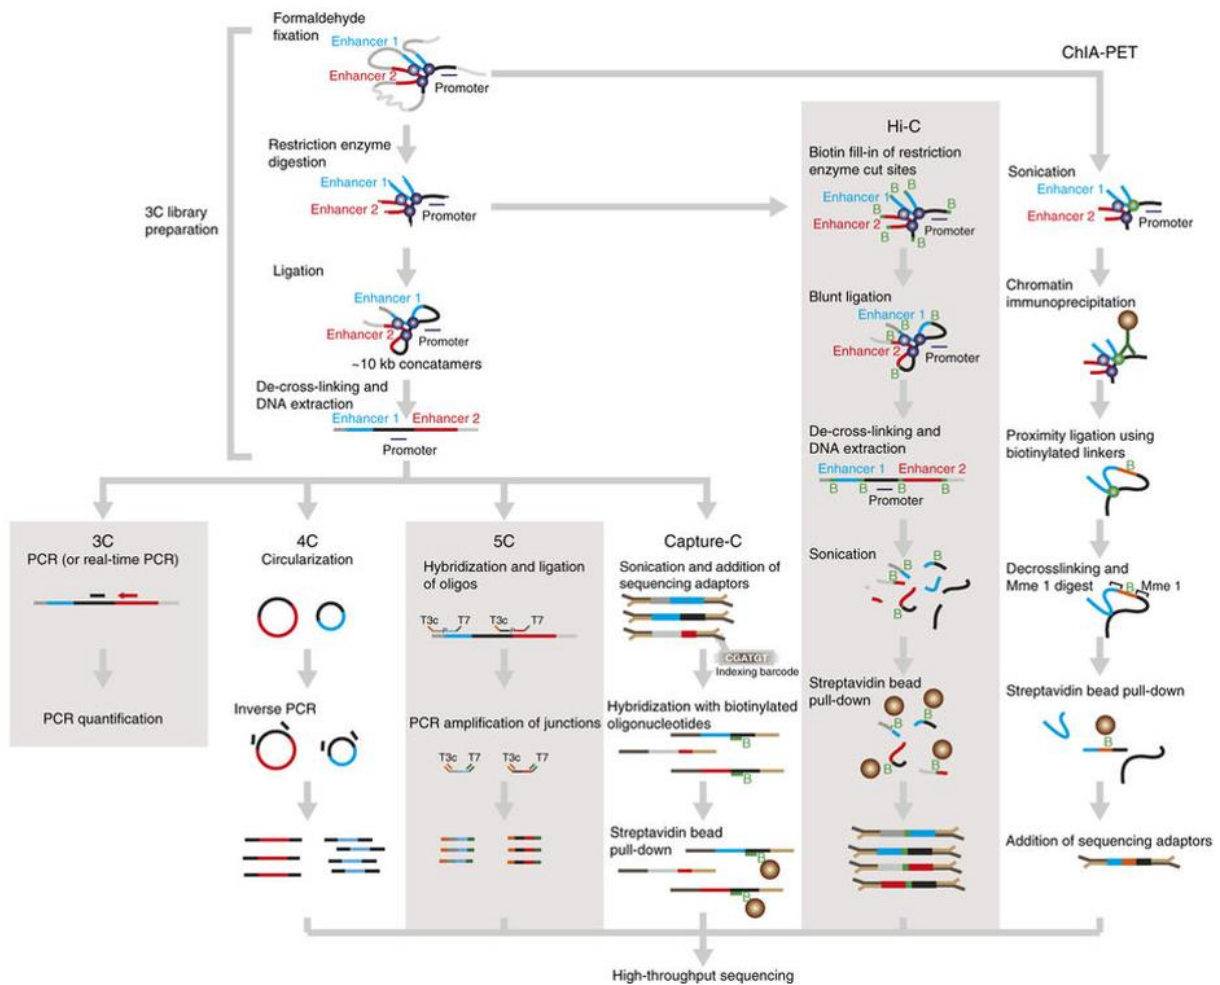 Formaldehyde
fixation
Enhancer 1
Enhancer 2
Promoter
Restriction enzyme
digestion
Enhancer 1
Enhancer 2
Promoter
3C library
preparation
Ligation
Enhancer 1
Enhancer 2
Promoter
~10 kb concatamers
De-cross-linking and
DNA extraction
Enhancer 1 Enhancer 2
Promoter
3C
PCR (or real-time PCR)
PCR quantification
4C
Circularization
Inverse PCR
5C
Hybridization and ligation
of oligos
T3c T7 T3c T7
PCR amplification of junctions
T3c T7 T3c T7
Capture-C
Sonication and addition of
sequencing adaptors
CGATGT
Indexing barcode
Hybridization with biotinylated
oligonucleotides
B
B
Streptavidin bead
pull-down
B
B
Hi-C
Biotin fill-in of restriction
enzyme cut sites
B B
Enhancer 1
B B
Enhancer 2
Promoter
B B
Blunt ligation
Enhancer 1 B
B
Enhancer 2
Promoter
B
De-cross-linking and
DNA extraction
Enhancer 1 Enhancer 2
B B B B
Promoter
Sonication
B
B
B
B
Streptavidin bead
pull-down
B B
B
B
ChIA-PET
Sonication
Enhancer 1
Enhancer 2
Promoter
Chromatin
immunoprecipitation
Proximity ligation using
biotinylated linkers
B
Decrosslinking and
Mme 1 digest
B Mme 1
Streptavidin bead pull-down
B
Addition of sequencing adaptors
High-throughput sequencing